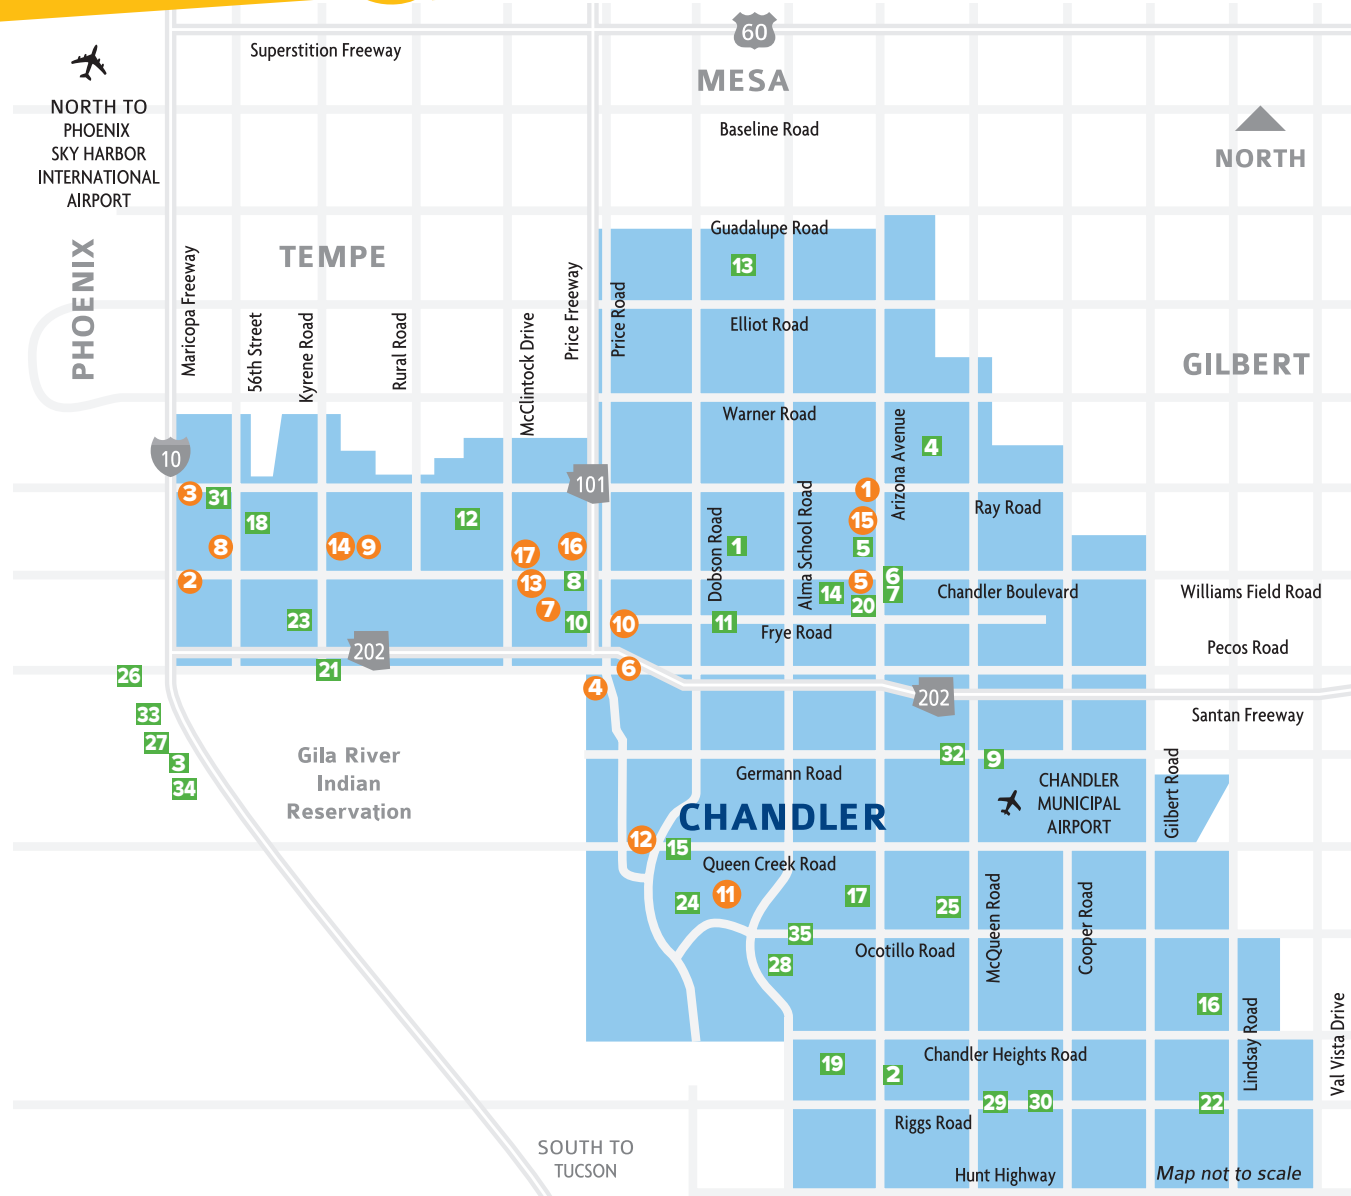 60
Superstition Freeway
MESA
NORTH TO
PHOENIX
SKY HARBOR
INTERNATIONAL
AIRPORT
Baseline Road
NORTH
PHOENIX
TEMPE
Guadalupe Road
13
Maricopa Freeway
56th Street
Kyrene Road
Rural Road
McClintock Drive
Price Freeway
Price Road
Elliot Road
GILBERT
Warner Road
Arizona Avenue
4
10
101
3
31
18
12
1
15
Ray Road
8
14
9
17
16
Dobson Road
1
Alma School Road
5
2
13
8
5
6
14
7
20
Chandler Boulevard
Williams Field Road
7
23
10
10
11
Frye Road
202
Pecos Road
26
21
6
4
202
33
Santan Freeway
27
3
34
Gila River
Indian
Reservation
32
9
Germann Road
CHANDLER
CHANDLER
MUNICIPAL
AIRPORT
Gilbert Road
12
15
Queen Creek Road
24
11
17
25
McQueen Road
Cooper Road
35
Ocotillo Road
28
16
Lindsay Road
Val Vista Drive
19
2
Chandler Heights Road
29
30
22
Riggs Road
SOUTH TO
TUCSON
Hunt Highway
Map not to scale